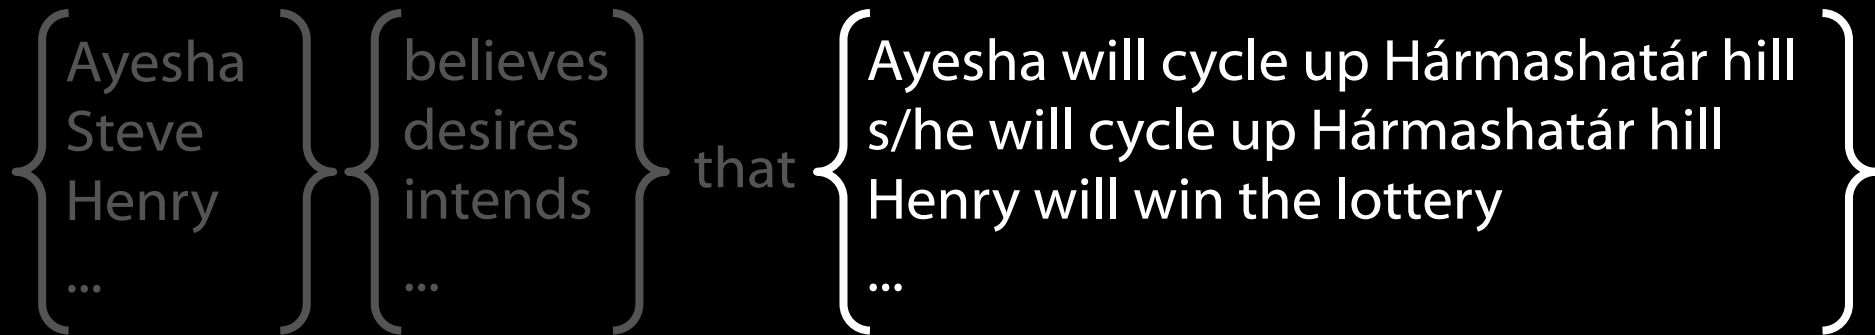 Ayesha
Steve
Henry
...
believes
desires
intends
...
that
Ayesha will cycle up Hármashatár hill
s/he will cycle up Hármashatár hill
Henry will win the lottery
...